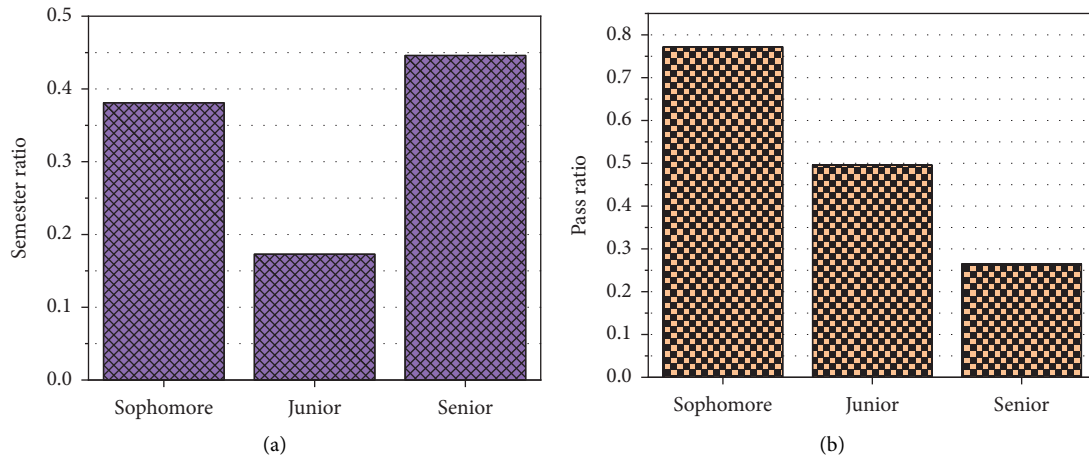 0.5
0.4
0.3
0.2
0.1
0.0
Semester ratio
Sophomore Junior Senior
(a)
0.8
0.7
0.6
0.5
0.4
0.3
0.2
0.1
0.0
Pass ratio
Sophomore Junior Senior
(b)